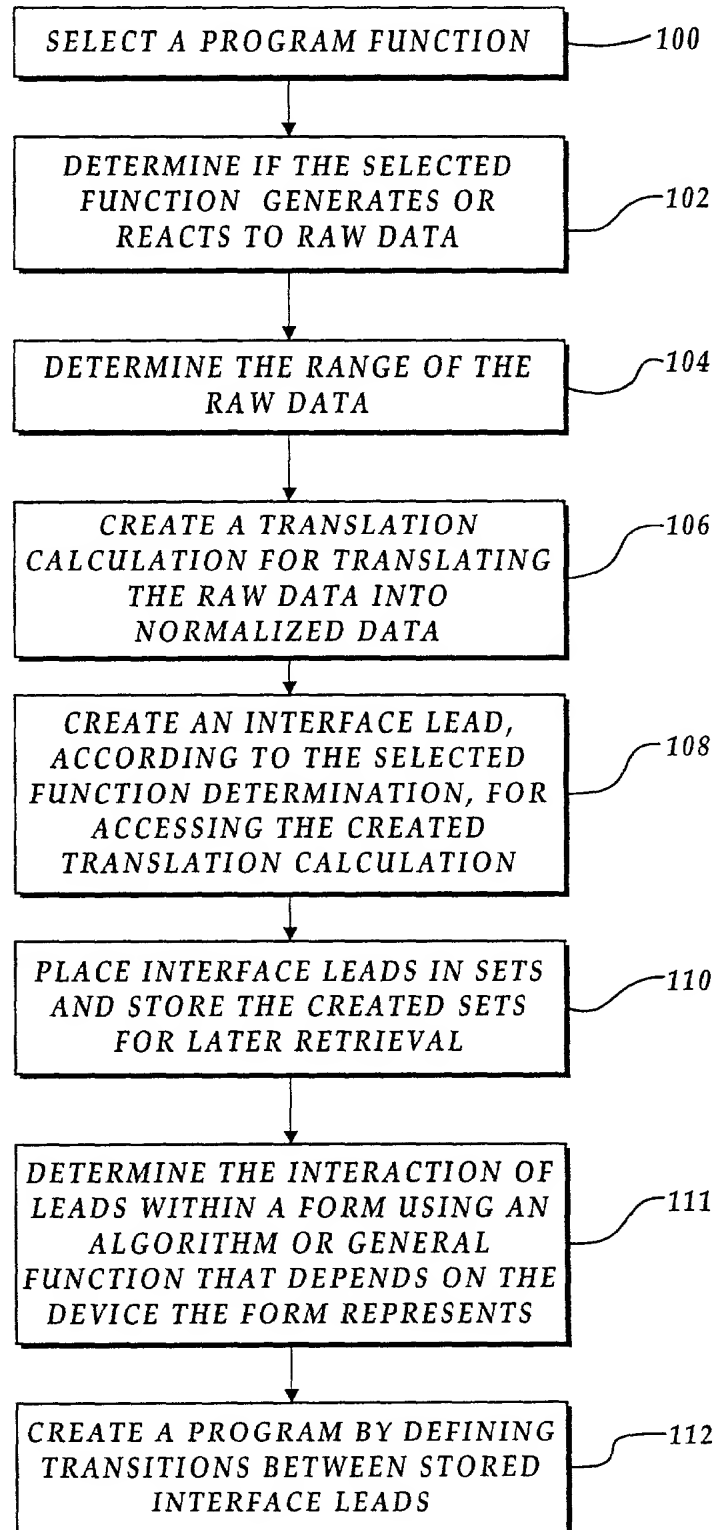 SELECT A PROGRAM FUNCTION
100
DETERMINE IF THE SELECTED
FUNCTION GENERATES OR
REACTS TO RAW DATA
102
DETERMINE THE RANGE OF THE
RAW DATA
104
CREATE A TRANSLATION
CALCULATION FOR TRANSLATING
THE RAW DATA INTO
NORMALIZED DATA
106
CREATE AN INTERFACE LEAD,
ACCORDING TO THE SELECTED
FUNCTION DETERMINATION, FOR
ACCESSING THE CREATED
TRANSLATION CALCULATION
108
PLACE INTERFACE LEADS IN SETS
AND STORE THE CREATED SETS
FOR LATER RETRIEVAL
110
DETERMINE THE INTERACTION OF
LEADS WITHIN A FORM USING AN
ALGORITHM OR GENERAL
FUNCTION THAT DEPENDS ON THE
DEVICE THE FORM REPRESENTS
111
CREATE A PROGRAM BY DEFINING
TRANSITIONS BETWEEN STORED
INTERFACE LEADS
112